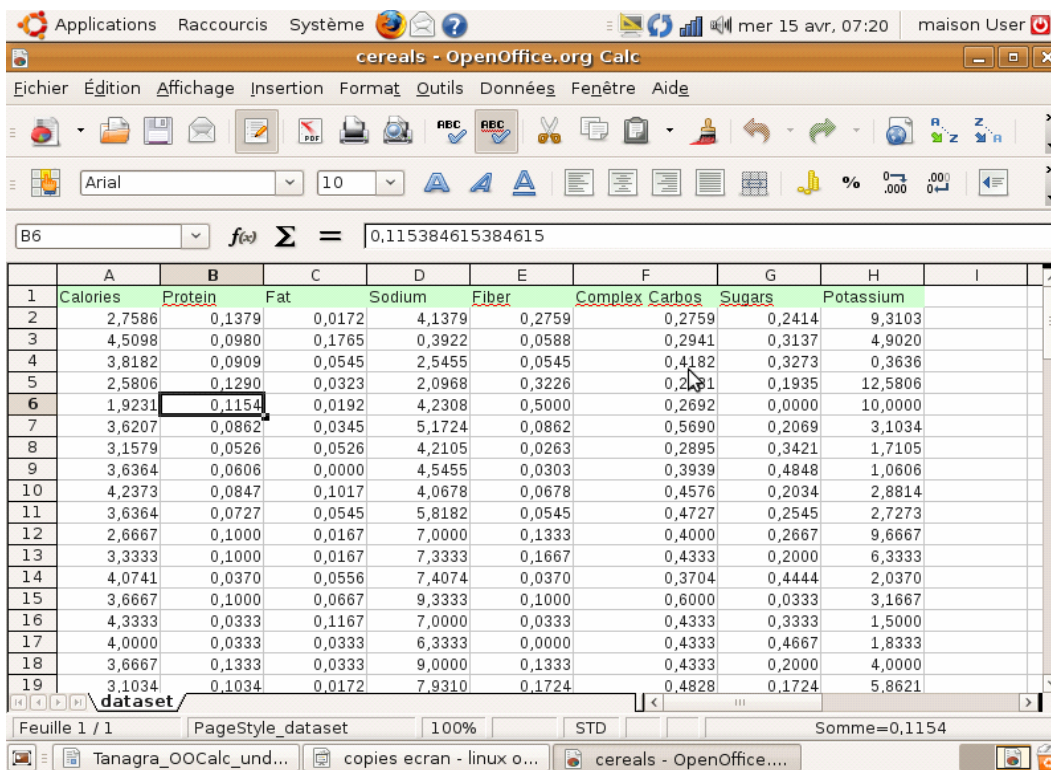 Applications Raccourcis Système mer 15 avr, 07:20 maison User
cereals - OpenOffice.org Calc
Fichier Édition Affichage Insertion Format Outils Données Fenêtre Aide
PDF ABC ABC A Z Z A
Arial 10 A A A % 0 .000 .000 0
B6 f(x) Σ = 0,115384615384615
A B C D E F G H I
1 Calories Protein Fat Sodium Fiber Complex Carbos Sugars Potassium
2 2,7586 0,1379 0,0172 4,1379 0,2759 0,2759 0,2414 9,3103
3 4,5098 0,0980 0,1765 0,3922 0,0588 0,2941 0,3137 4,9020
4 3,8182 0,0909 0,0545 2,5455 0,0545 0,4182 0,3273 0,3636
5 2,5806 0,1290 0,0323 2,0968 0,3226 0,1935 12,5806
6 1,9231 0,1154 0,0192 4,2308 0,5000 0,2692 0,0000 10,0000
7 3,6207 0,0862 0,0345 5,1724 0,0862 0,5690 0,2069 3,1034
8 3,1579 0,0526 0,0526 4,2105 0,0263 0,2895 0,3421 1,7105
9 3,6364 0,0606 0,0000 4,5455 0,0303 0,3939 0,4848 1,0606
10 4,2373 0,0847 0,1017 4,0678 0,0678 0,4576 0,2034 2,8814
11 3,6364 0,0727 0,0545 5,8182 0,0545 0,4727 0,2545 2,7273
12 2,6667 0,1000 0,0167 7,0000 0,1333 0,4000 0,2667 9,6667
13 3,3333 0,1000 0,0167 7,3333 0,1667 0,4333 0,2000 6,3333
14 4,0741 0,0370 0,0556 7,4074 0,0370 0,3704 0,4444 2,0370
15 3,6667 0,1000 0,0667 9,3333 0,1000 0,6000 0,0333 3,1667
16 4,3333 0,0333 0,1167 7,0000 0,0333 0,4333 0,3333 1,5000
17 4,0000 0,0333 0,0333 6,3333 0,0000 0,4333 0,4667 1,8333
18 3,6667 0,1333 0,0333 9,0000 0,1333 0,4333 0,2000 4,0000
19 3,1034 0,1034 0,0172 7,9310 0,1724 0,4828 0,1724 5,8621
dataset
Feuille 1 / 1 PageStyle_dataset 100% STD Somme=0,1154
Tanagra_OOCalc_und... copies ecran - linux o... cereals - OpenOffice....